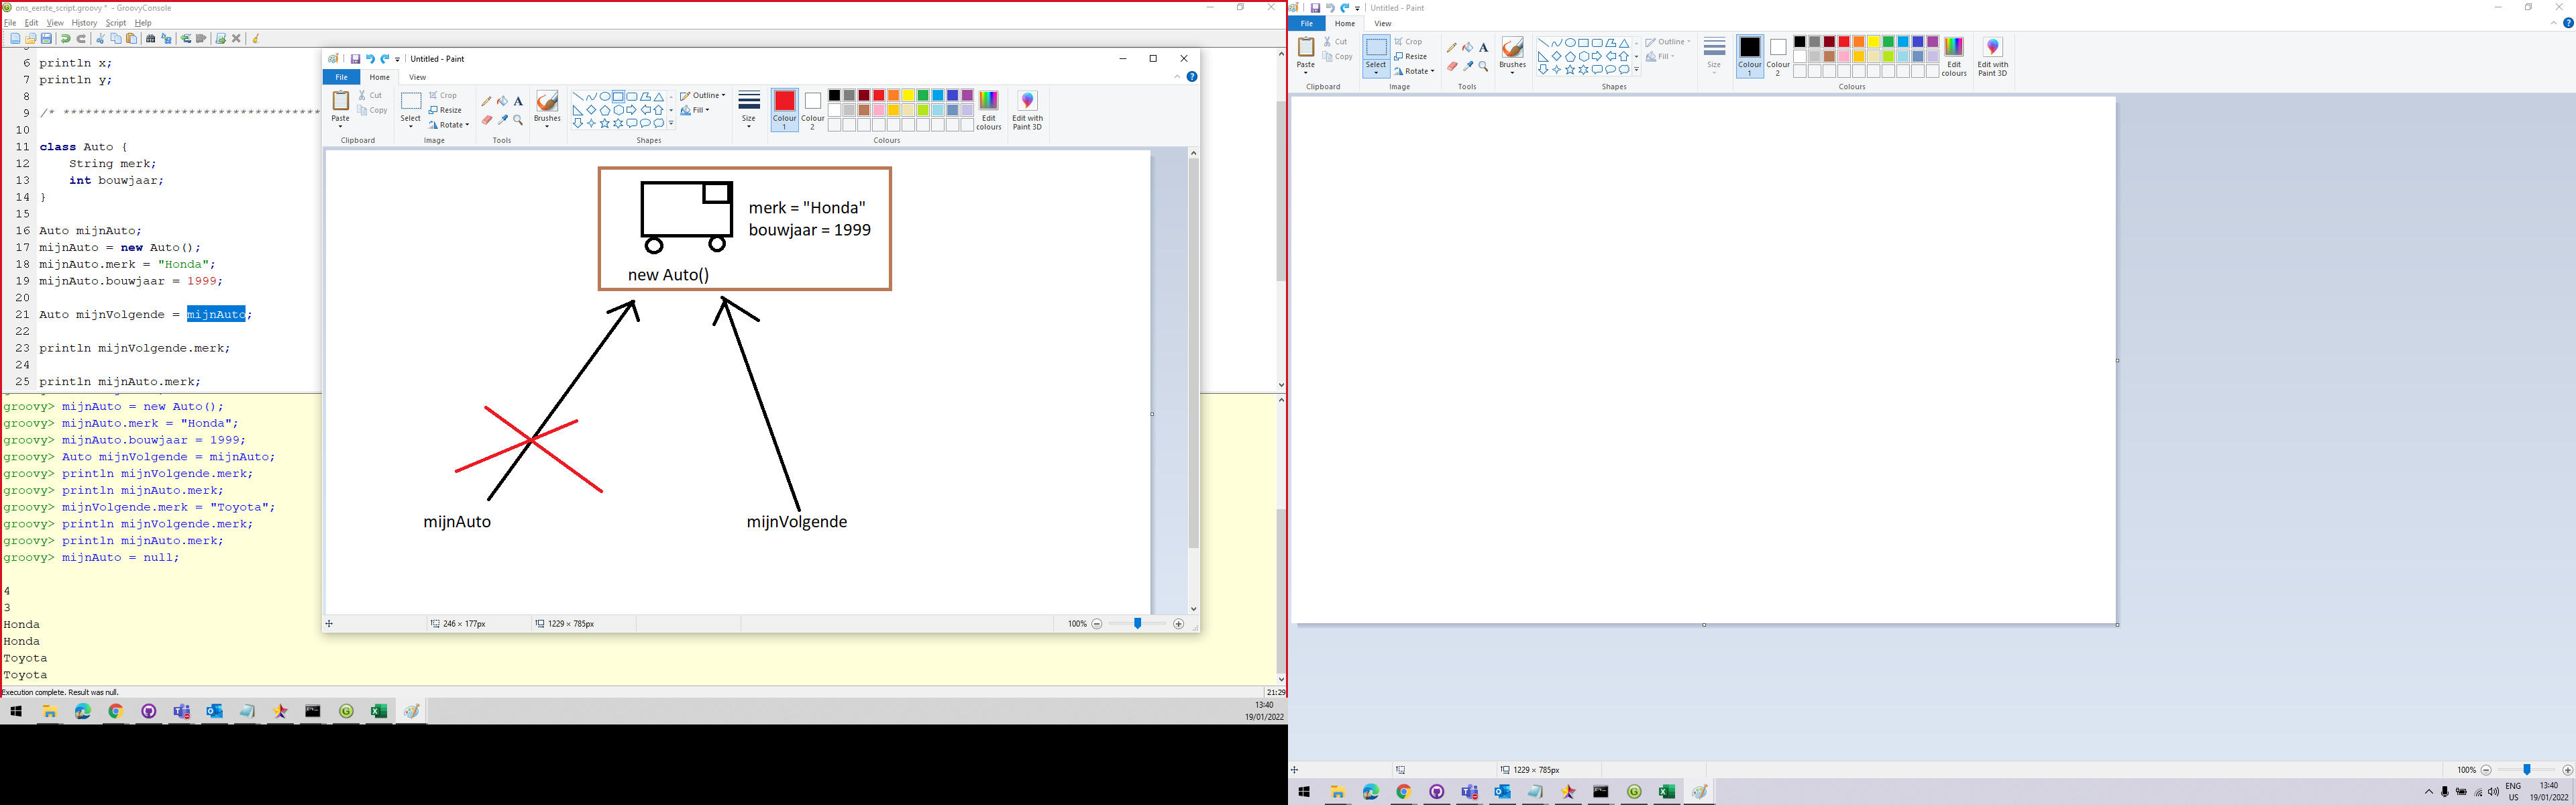 ons_eerste_script.groovy * - GroovyConsole
File Edit View History Script Help
6 println x;
7 println y;
8
9 /* ***********************************
10
11 class Auto {
12 String merk;
13 int bouwjaar;
14 }
15
16 Auto mijnAuto;
17 mijnAuto = new Auto();
18 mijnAuto.merk = "Honda";
19 mijnAuto.bouwjaar = 1999;
20
21 Auto mijnVolgende = mijnAuto;
22
23 println mijnVolgende.merk;
24
25 println mijnAuto.merk;
groovy> mijnAuto = new Auto();
groovy> mijnAuto.merk = "Honda";
groovy> mijnAuto.bouwjaar = 1999;
groovy> Auto mijnVolgende = mijnAuto;
groovy> println mijnVolgende.merk;
groovy> println mijnAuto.merk;
groovy> mijnVolgende.merk = "Toyota";
groovy> println mijnVolgende.merk;
groovy> println mijnAuto.merk;
groovy> mijnAuto = null;
4
3
Honda
Honda
Toyota
Toyota
Execution complete. Result was null.
21:29
13:40
19/01/2022
Untitled - Paint
File Home View
Paste Cut Copy Select Crop Resize Rotate Brushes Outline Fill Size Colour 1 Colour 2 Edit colours Edit with Paint 3D
Clipboard Image Tools Shapes Colours
merk = "Honda"
bouwjaar = 1999
new Auto()
mijnAuto mijnVolgende
246 × 177px 1229 × 785px 100%
Untitled - Paint
File Home View
Paste Cut Copy Select Crop Resize Rotate Brushes Outline Fill Size Colour 1 Colour 2 Edit colours Edit with Paint 3D
Clipboard Image Tools Shapes Colours
1229 × 785px 100%
ENG
US
13:40
19/01/2022